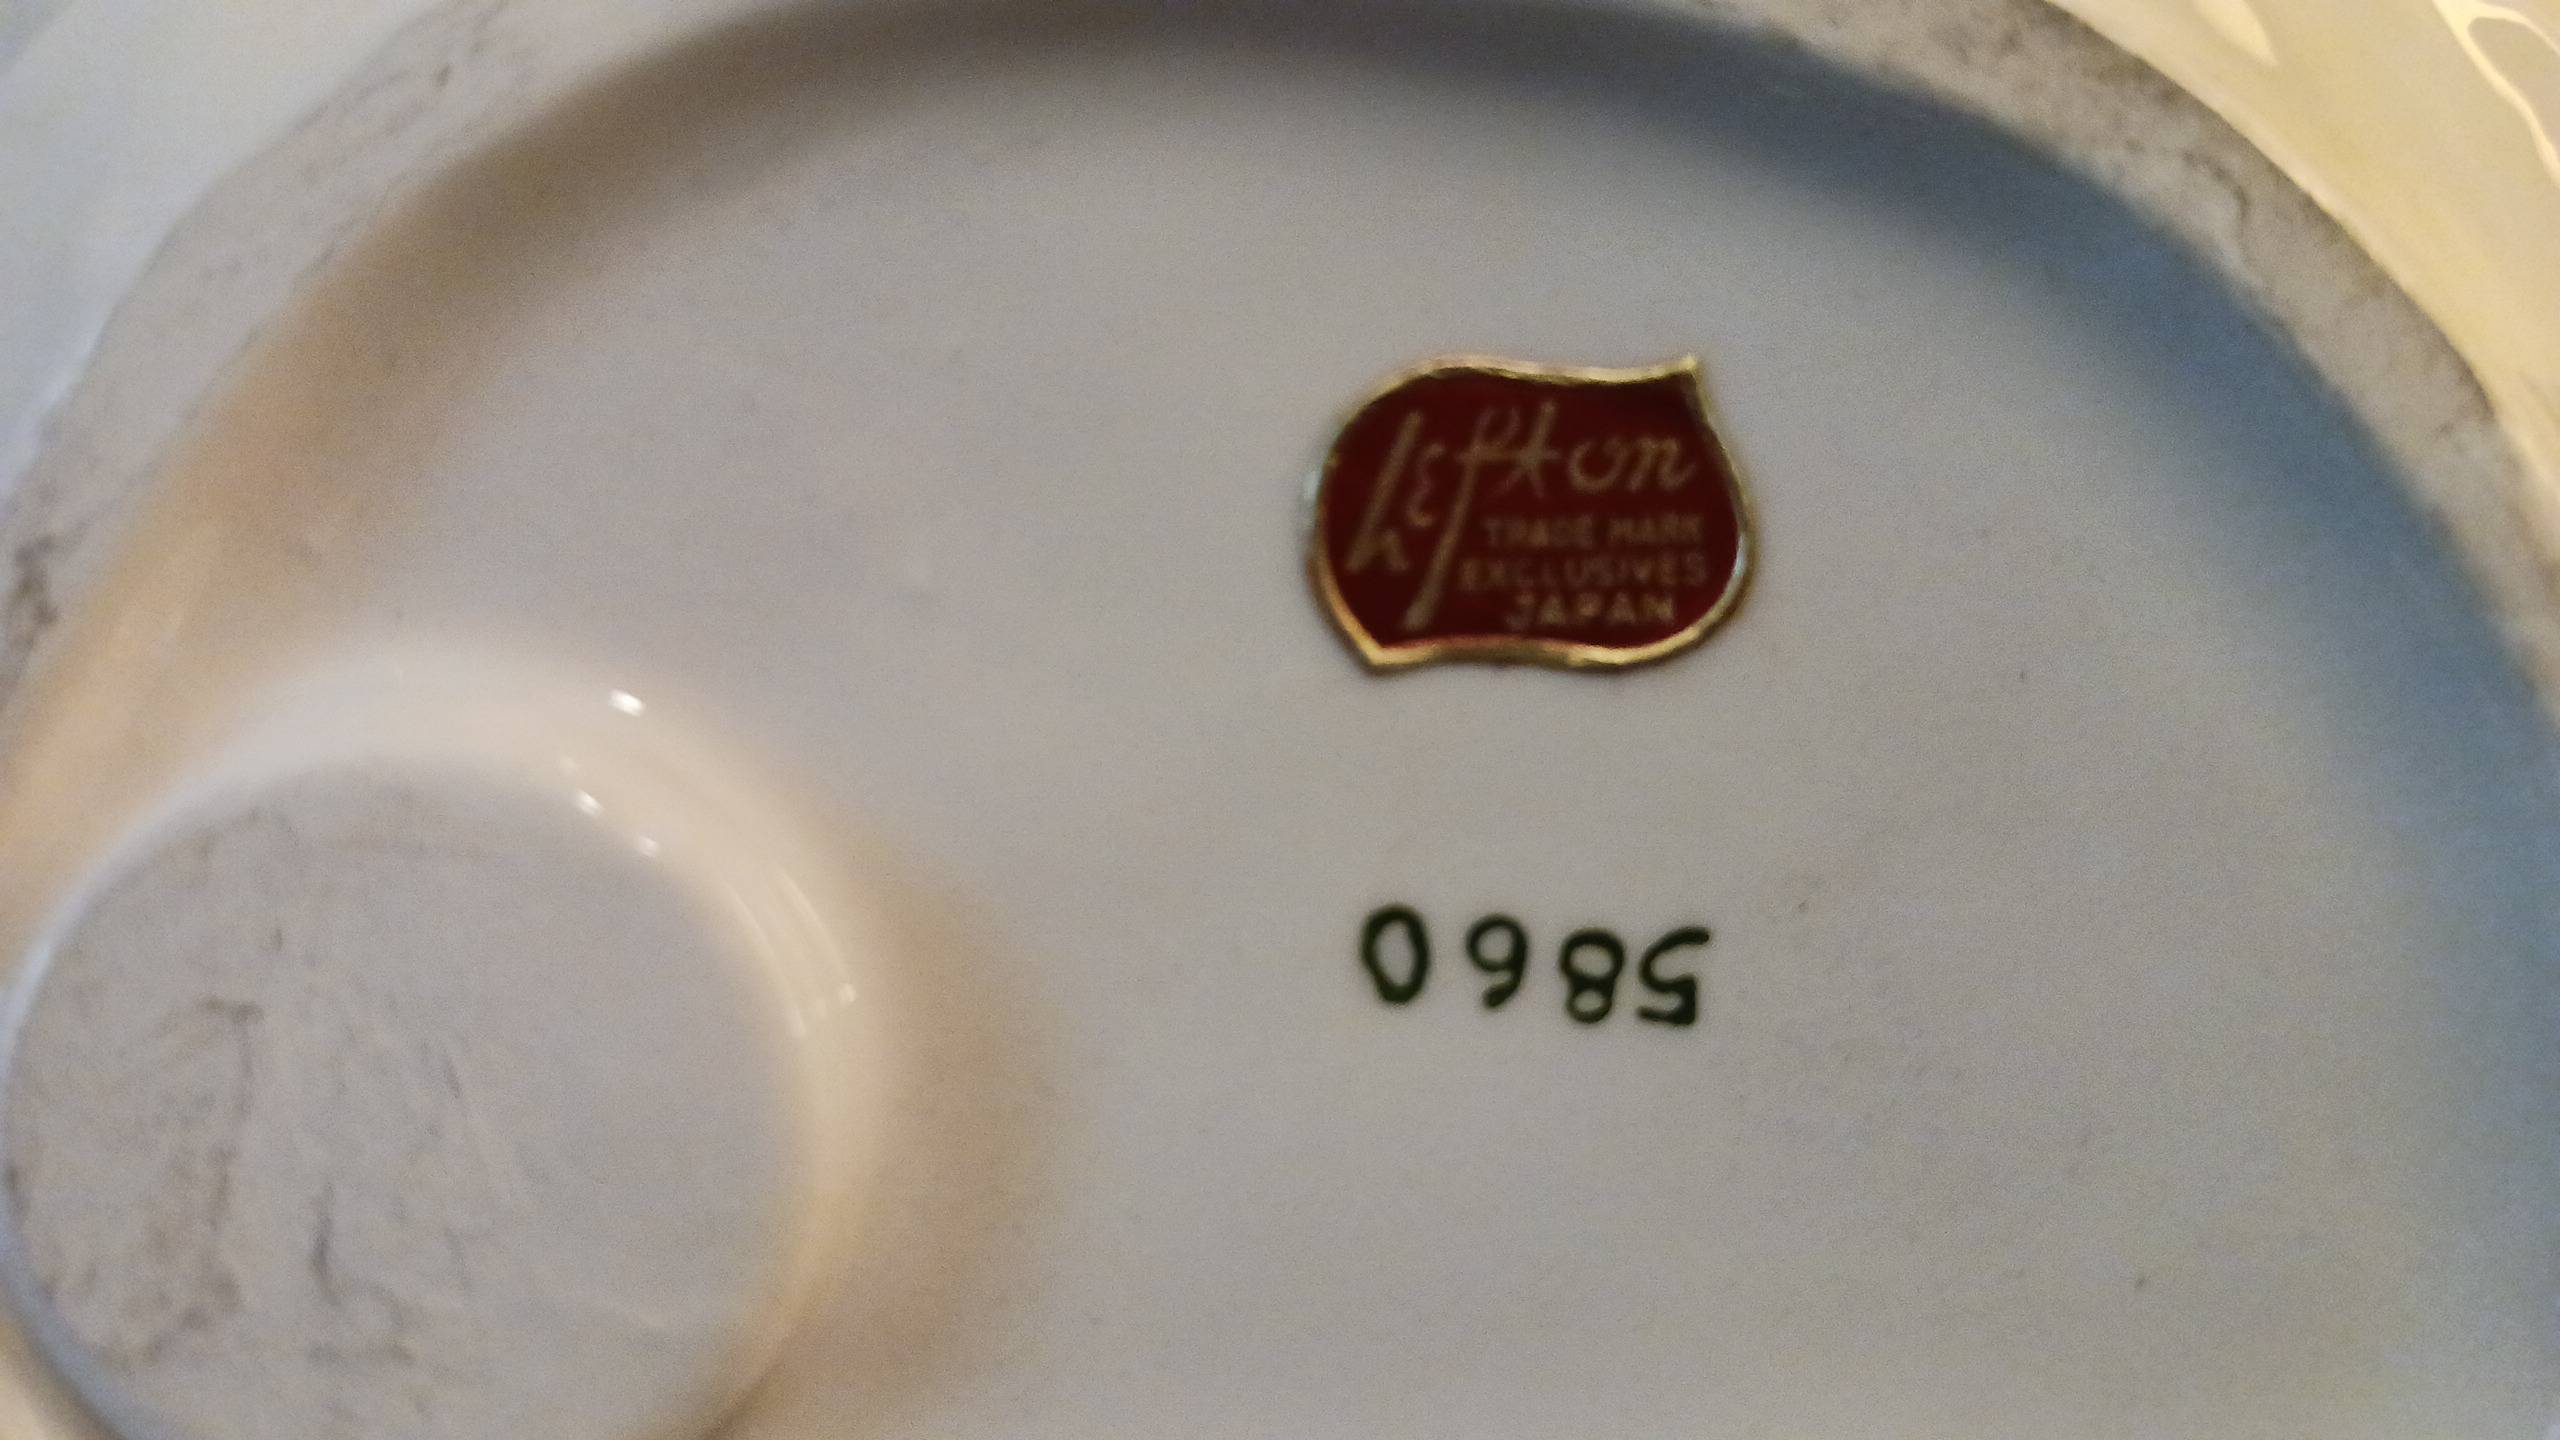 Lefton
TRADE MARK
EXCLUSIVES
JAPAN
5860